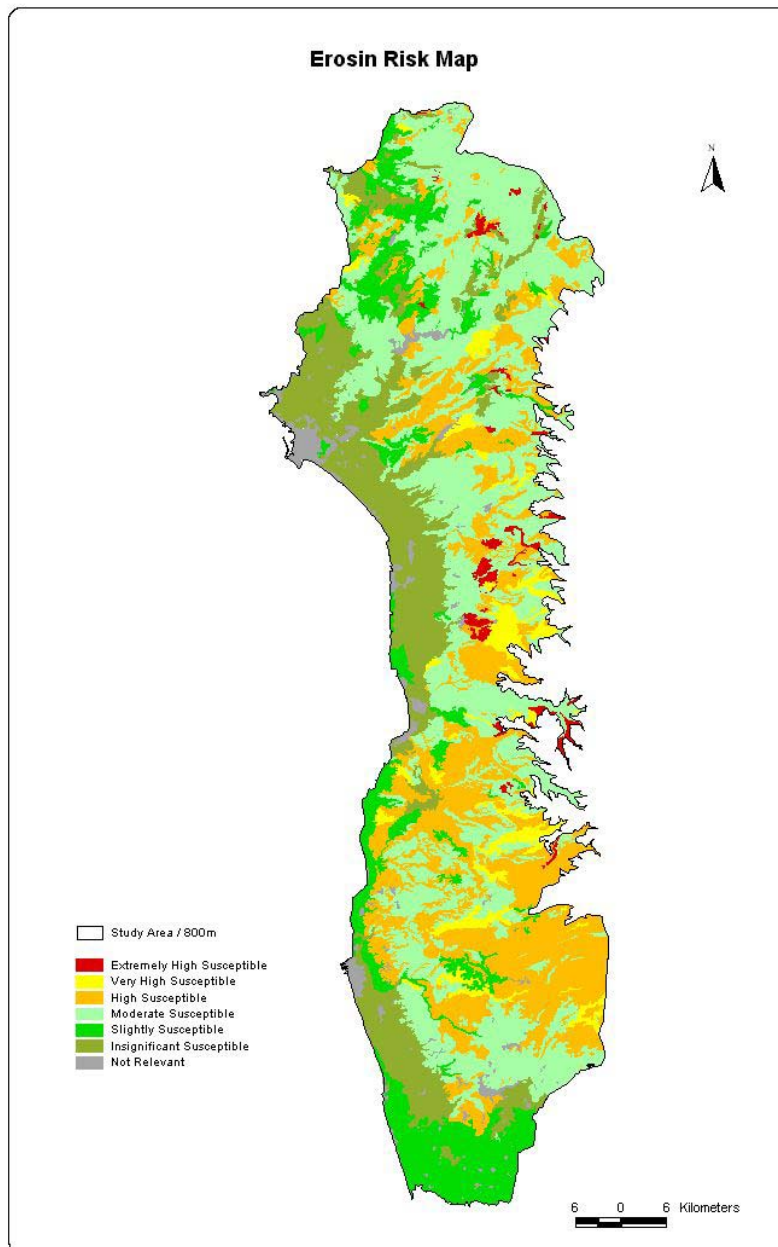 Erosin Risk Map
N
Study Area / 800m
Extremely High Susceptible
Very High Susceptible
High Susceptible
Moderate Susceptible
Slightly Susceptible
Insignificant Susceptible
Not Relevant
6 0 6 Kilometers